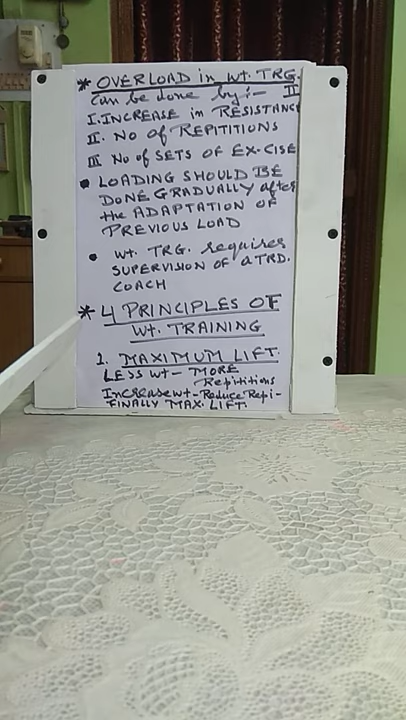 * OVERLOAD in wt. TRG.
Can be done by:- II
I. INCREASE in RESISTANCE
II. NO of REPITITIONS
III No of SETS OF EX-CISE
• LOADING SHOULD BE
DONE GRADUALLY after
the ADAPTATION OF
PREVIOUS LOAD
• wt. TRG. requires
SUPERVISION of a TRD.
COACH
* 4 PRINCIPLES OF
wt. TRAINING
1. MAXIMUM LIFT.
LESS wt - MORE
Repititions
Increase wt - Reduce Repi-
FINALLY MAX. LIFT.